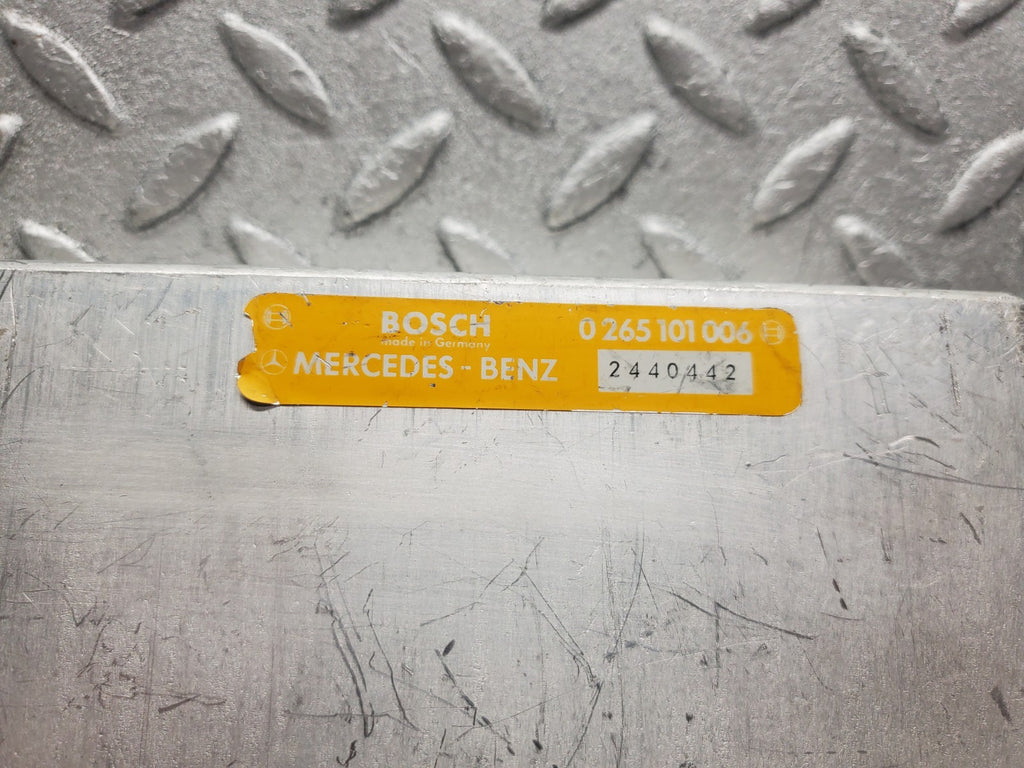 BOSCH 0 265 101 006
made in Germany
MERCEDES - BENZ 2440442